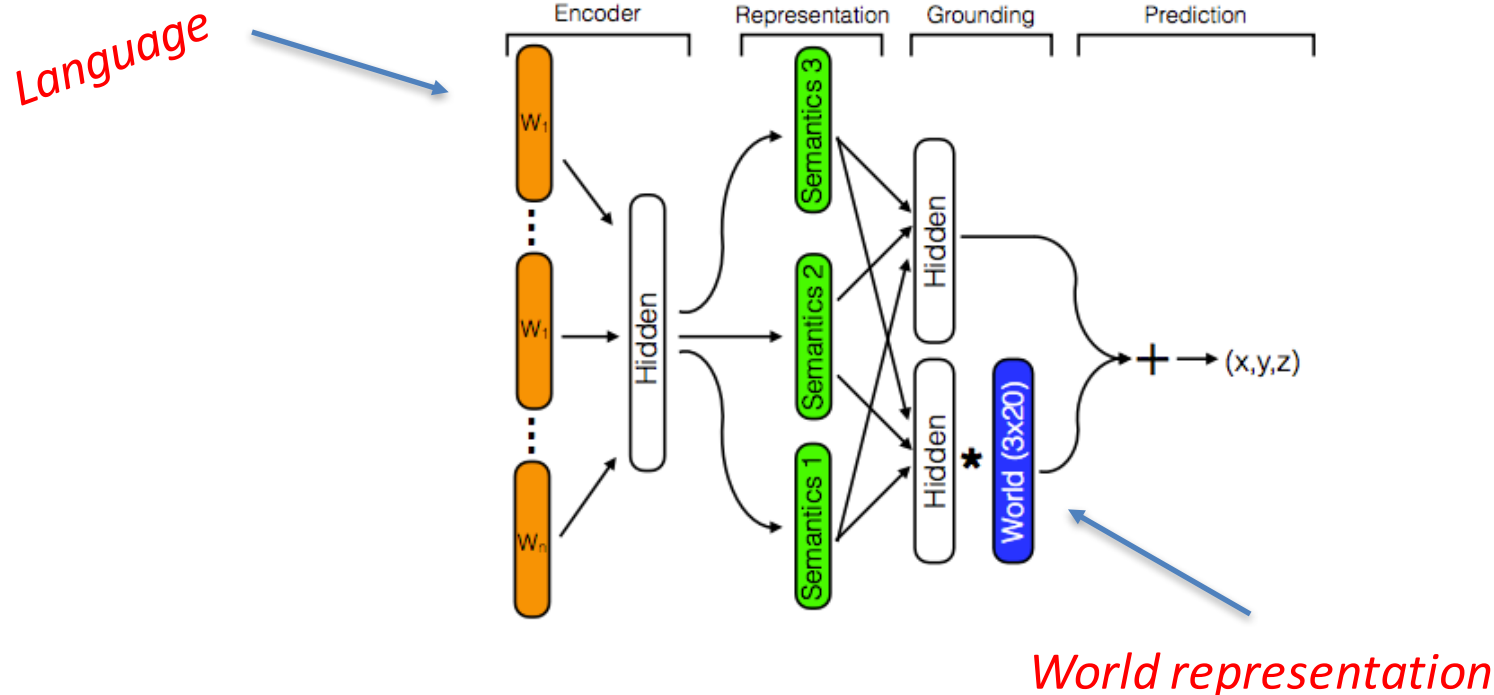 Encoder
Representation
Grounding
Prediction
Language
W1
W1
Wn
Hidden
Semantics 3
Semantics 2
Semantics 1
Hidden
Hidden
*
World (3x20)
+
(x,y,z)
World representation